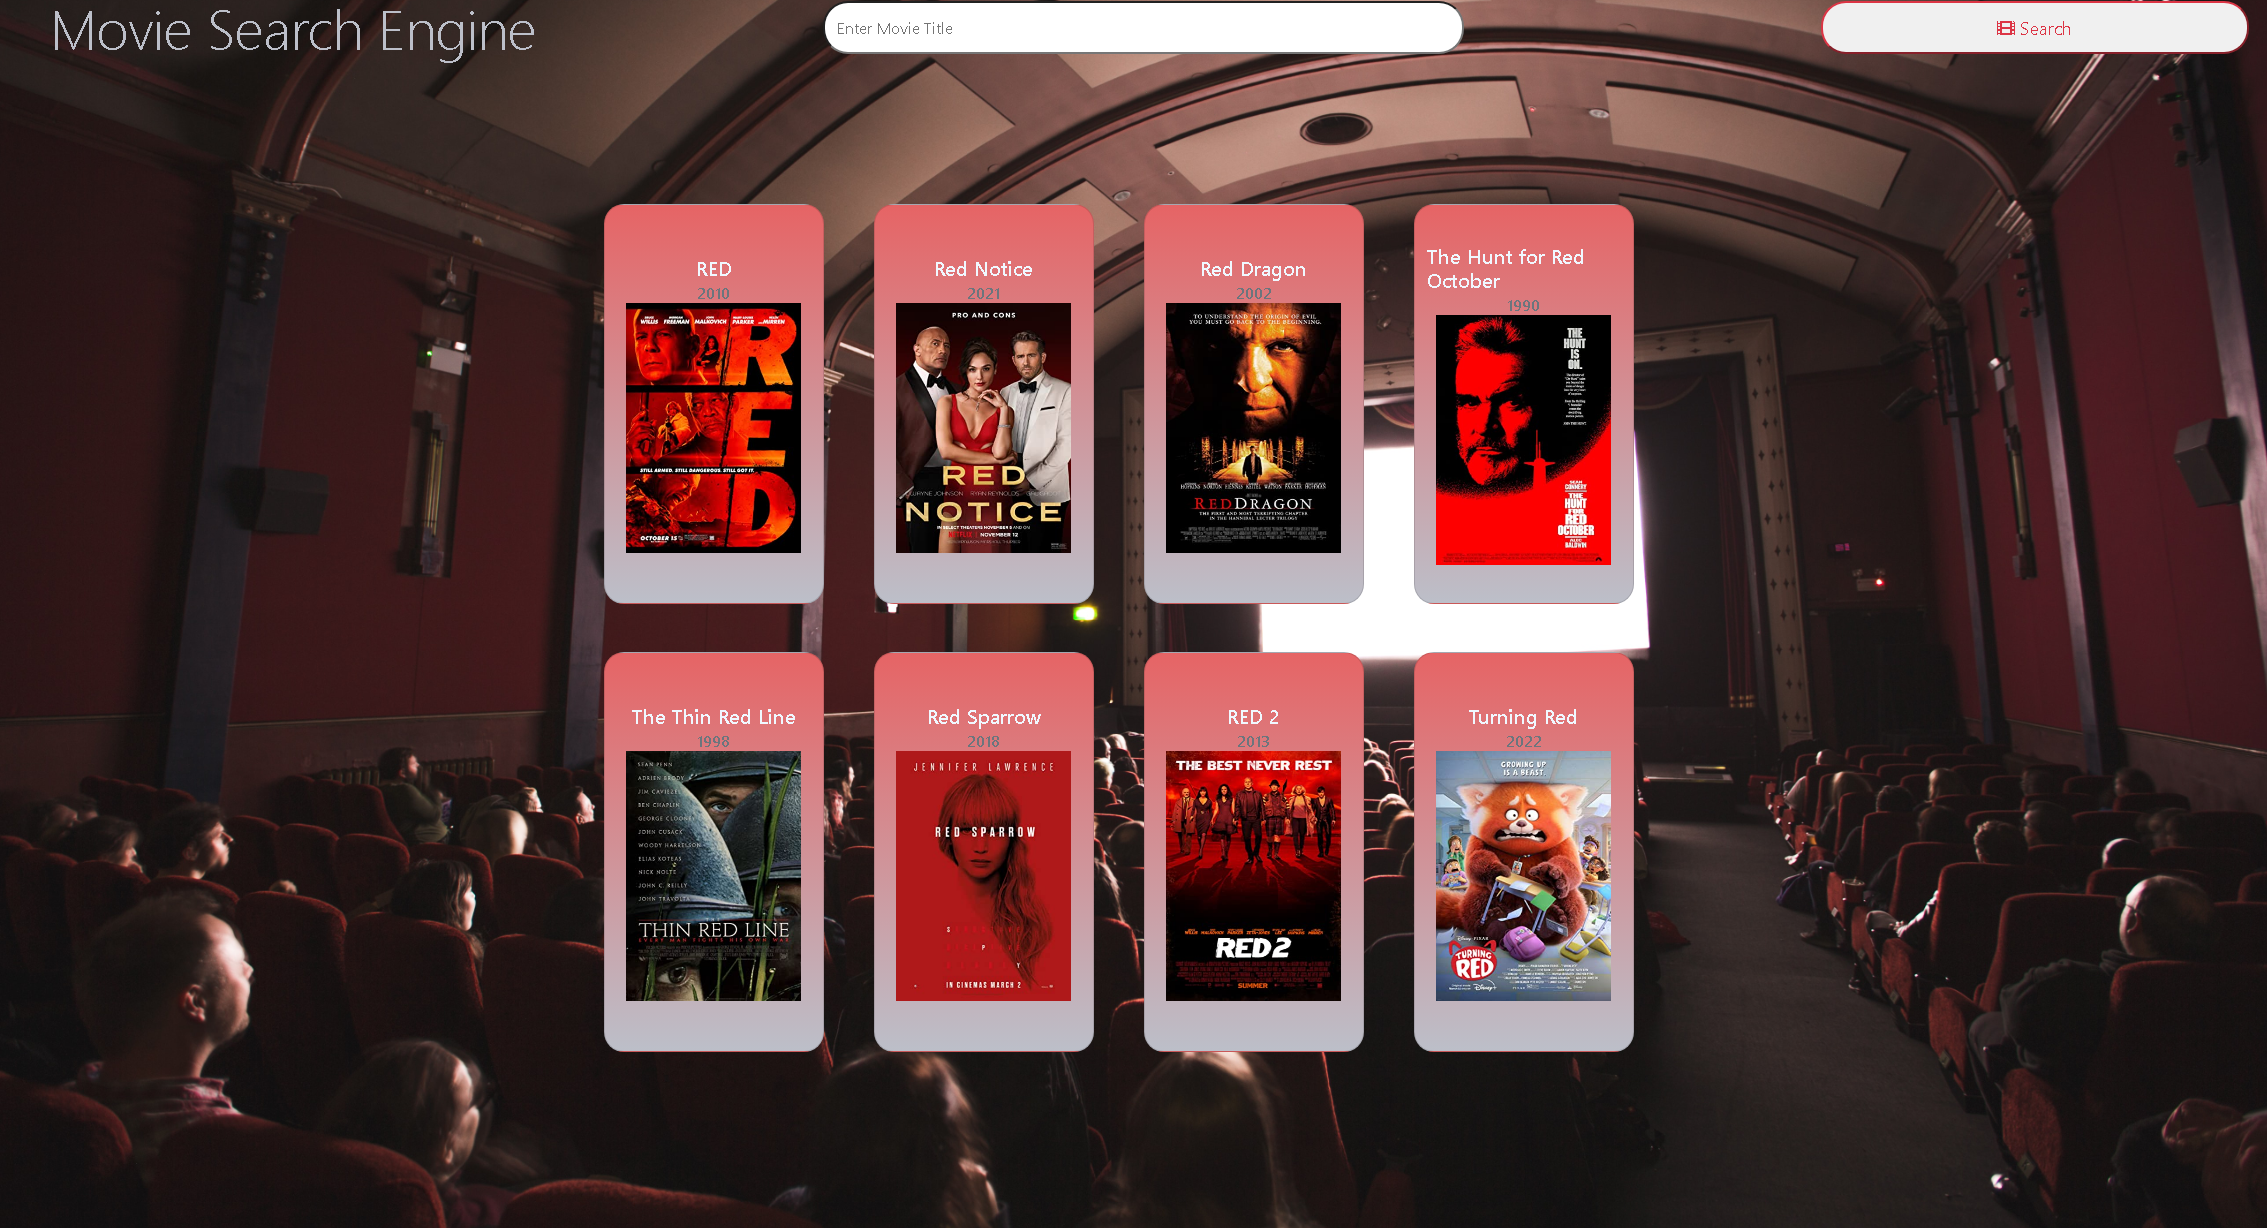 Movie Search Engine
Enter Movie Title
Search
RED
2010
BRUCE WILLIS
MORGAN FREEMAN
JOHN MALKOVICH
MARY-LOUISE PARKER
HELEN MIRREN
R
E
STILL ARMED. STILL DANGEROUS. STILL GOT IT.
D
OCTOBER 15
Red Notice
2021
PRO AND CONS
RED
DWAYNE JOHNSON RYAN REYNOLDS
NOTICE
IN SELECT THEATERS NOVEMBER 5 AND ON
NETFLIX NOVEMBER 12
Red Dragon
2002
TO UNDERSTAND THE ORIGIN OF EVIL,
YOU MUST GO BACK TO THE BEGINNING.
HOPKINS NORTON FIENNES KEITEL WATSON PARKER HOFFMAN
RED DRAGON
THE FIRST AND MOST TERRIFYING CHAPTER
IN THE HANNIBAL LECTER TRILOGY
The Hunt for Red
October
1990
THE
HUNT
IS
ON.
SEAN
CONNERY
THE
HUNT
FOR
RED
OCTOBER
ALEC
BALDWIN
The Thin Red Line
1998
SEAN PENN
ADRIEN BRODY
JIM CAVIEZEL
BEN CHAPLIN
GEORGE CLOONEY
JOHN CUSACK
WOODY HARRELSON
ELIAS KOTEAS
NICK NOLTE
JOHN C. REILLY
JOHN TRAVOLTA
THE
THIN RED LINE
EVERY MAN FIGHTS HIS OWN WAR
Red Sparrow
2018
JENNIFER LAWRENCE
RED SPARROW
S
P
Y
IN CINEMAS MARCH 2
RED 2
2013
THE BEST NEVER REST
RED 2
SUMMER
Turning Red
2022
GROWING UP
IS A BEAST.
Disney PIXAR
TURNING
RED
Disney+